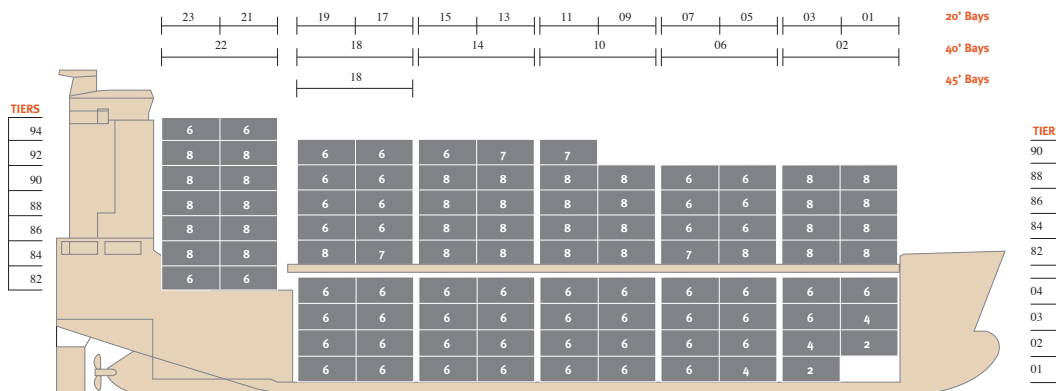 23 21 19 17 15 13 11 09 07 05 03 01 20' Bays
22 18 14 10 06 02 40' Bays
18 45' Bays
TIERS
94 6 6
TIER
92 8 8 6 6 6 7 7 90
90 8 8 6 6 8 8 8 8 6 6 8 8 88
88 8 8 6 6 8 8 8 8 6 6 8 8 86
86 8 8 6 6 8 8 8 8 6 6 8 8 84
84 8 8 8 7 8 8 8 8 7 8 8 8 82
82 6 6 6 6 6 6 6 6 6 6 6 6 04
6 6 6 6 6 6 6 6 6 4 03
6 6 6 6 6 6 6 6 4 2 02
6 6 6 6 6 6 6 4 2 01